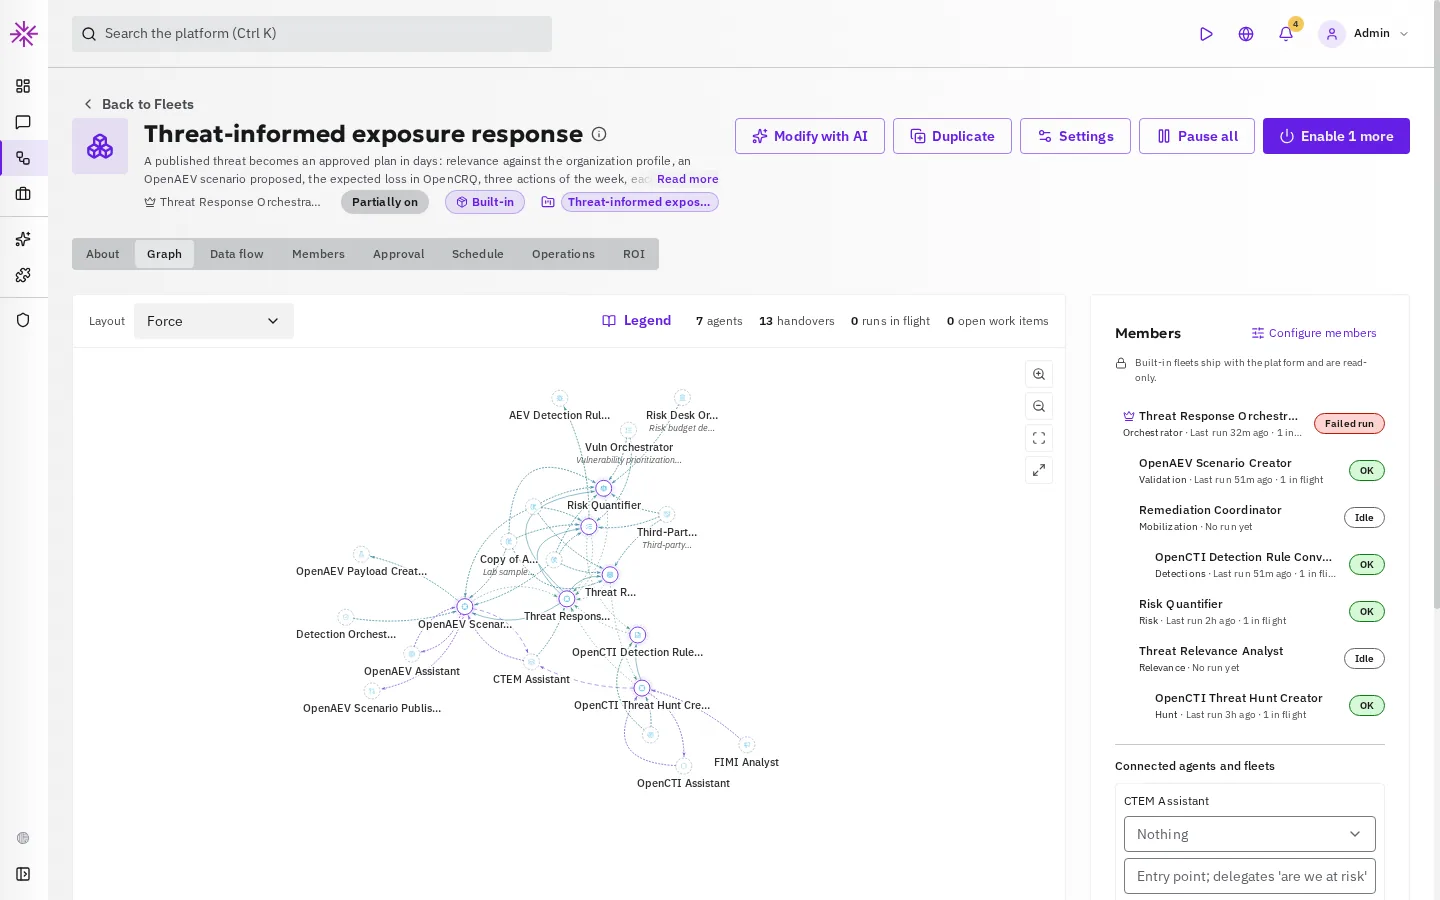 Search the platform (Ctrl K)
4
Admin
Back to Fleets
Threat-informed exposure response
A published threat becomes an approved plan in days: relevance against the organization profile, an
OpenAEV scenario proposed, the expected loss in OpenCRQ, three actions of the week, eac Read more
Threat Response Orchestra...
Partially on
Built-in
Threat-informed expos...
Modify with AI
Duplicate
Settings
Pause all
Enable 1 more
About
Graph
Data flow
Members
Approval
Schedule
Operations
ROI
Layout
Force
Legend
7 agents
13 handovers
0 runs in flight
0 open work items
AEV Detection Rul...
Risk Desk Or...
Risk budget de...
Vuln Orchestrator
Vulnerability prioritization...
Risk Quantifier
Third-Part...
Third-party...
Copy of A...
Lab sample...
OpenAEV Payload Creat...
Threat R...
Threat Respons...
OpenAEV Scenar...
Detection Orchest...
OpenCTI Detection Rule...
OpenAEV Assistant
CTEM Assistant
OpenAEV Scenario Publis...
OpenCTI Threat Hunt Cre...
FIMI Analyst
OpenCTI Assistant
Members
Configure members
Built-in fleets ship with the platform and are read-
only.
Threat Response Orchestr...
Orchestrator · Last run 32m ago · 1 in...
Failed run
OpenAEV Scenario Creator
Validation · Last run 51m ago · 1 in flight
OK
Remediation Coordinator
Mobilization · No run yet
Idle
OpenCTI Detection Rule Conv...
Detections · Last run 51m ago · 1 in fli...
OK
Risk Quantifier
Risk · Last run 2h ago · 1 in flight
OK
Threat Relevance Analyst
Relevance · No run yet
Idle
OpenCTI Threat Hunt Creator
Hunt · Last run 3h ago · 1 in flight
OK
Connected agents and fleets
CTEM Assistant
Nothing
Entry point; delegates 'are we at risk'